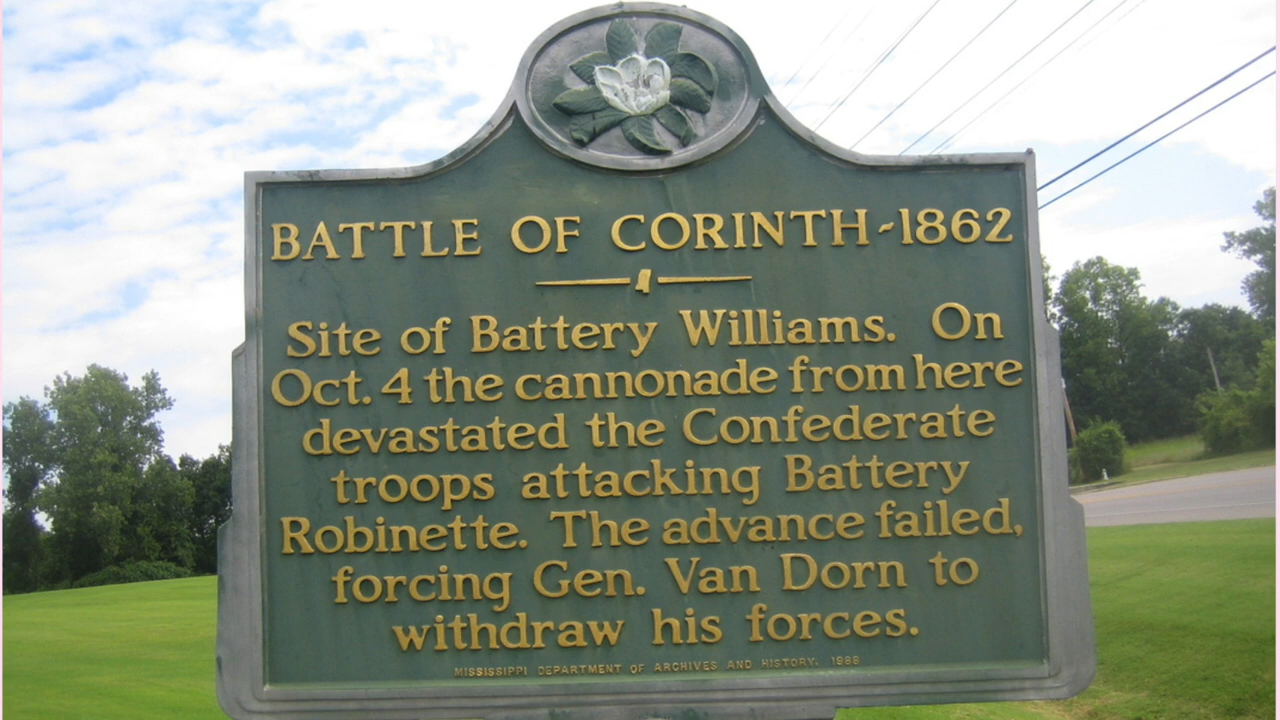 BATTLE OF CORINTH-1862
Site of Battery Williams. On
Oct. 4 the cannonade from here
devastated the Confederate
troops attacking Battery
Robinette. The advance failed,
forcing Gen. Van Dorn to
withdraw his forces.
MISSISSIPPI DEPARTMENT OF ARCHIVES AND HISTORY, 1988